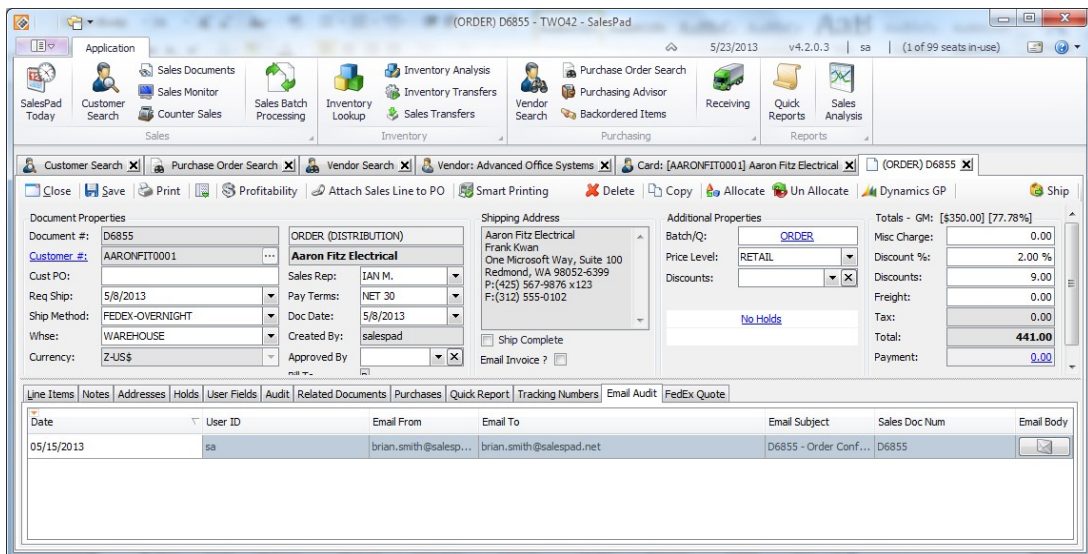 (ORDER) D6855 - TWO42 - SalesPad
Application
5/23/2013 v4.2.0.3 | sa | (1 of 99 seats in-use)
SalesPad Today
Customer Search
Sales Documents
Sales Monitor
Counter Sales
Sales Batch Processing
Sales
Inventory Lookup
Inventory Analysis
Inventory Transfers
Sales Transfers
Inventory
Vendor Search
Purchase Order Search
Purchasing Advisor
Backordered Items
Receiving
Purchasing
Quick Reports
Sales Analysis
Reports
Customer Search X Purchase Order Search X Vendor Search X Vendor: Advanced Office Systems X Card: [AARONFIT0001] Aaron Fitz Electrical X (ORDER) D6855 X
Close Save Print Profitability Attach Sales Line to PO Smart Printing Delete Copy Allocate Un Allocate Dynamics GP Ship
Document Properties
Document #: D6855 ORDER (DISTRIBUTION)
Customer #: AARONFIT0001 ... Aaron Fitz Electrical
Cust PO: Sales Rep: IAN M.
Req Ship: 5/8/2013 Pay Terms: NET 30
Ship Method: FEDEX-OVERNIGHT Doc Date: 5/8/2013
Whse: WAREHOUSE Created By: salespad
Currency: Z-US$ Approved By X
Shipping Address
Aaron Fitz Electrical
Frank Kwan
One Microsoft Way, Suite 100
Redmond, WA 98052-6399
P:(425) 567-9876 x123
F:(312) 555-0102
Ship Complete
Email Invoice ?
Additional Properties
Batch/Q: ORDER
Price Level: RETAIL
Discounts: X
No Holds
Totals - GM: [$350.00] [77.78%]
Misc Charge: 0.00
Discount %: 2.00 %
Discounts: 9.00
Freight: 0.00
Tax: 0.00
Total: 441.00
Payment: 0.00
Line Items Notes Addresses Holds User Fields Audit Related Documents Purchases Quick Report Tracking Numbers Email Audit FedEx Quote
Date User ID Email From Email To Email Subject Sales Doc Num Email Body
05/15/2013 sa brian.smith@salesp... brian.smith@salespad.net D6855 - Order Conf... D6855